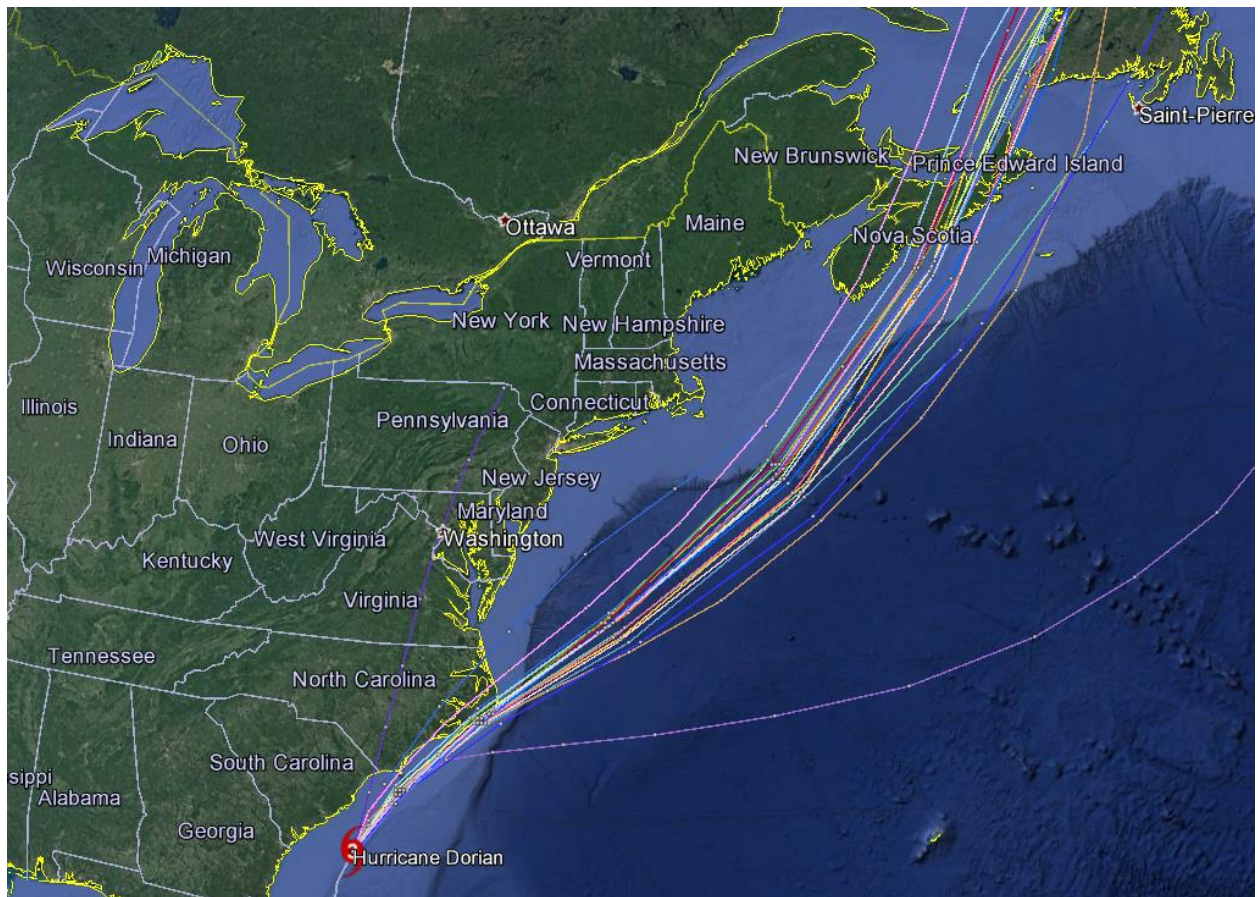 Saint-Pierre
New Brunswick
Prince Edward Island
Ottawa
Maine
Nova Scotia
Vermont
Michigan
Wisconsin
New York
New Hampshire
Massachusetts
Connecticut
Illinois
Pennsylvania
Indiana
Ohio
New Jersey
Maryland
West Virginia
Washington
Kentucky
Virginia
Tennessee
North Carolina
South Carolina
sippi
Alabama
Georgia
Hurricane Dorian